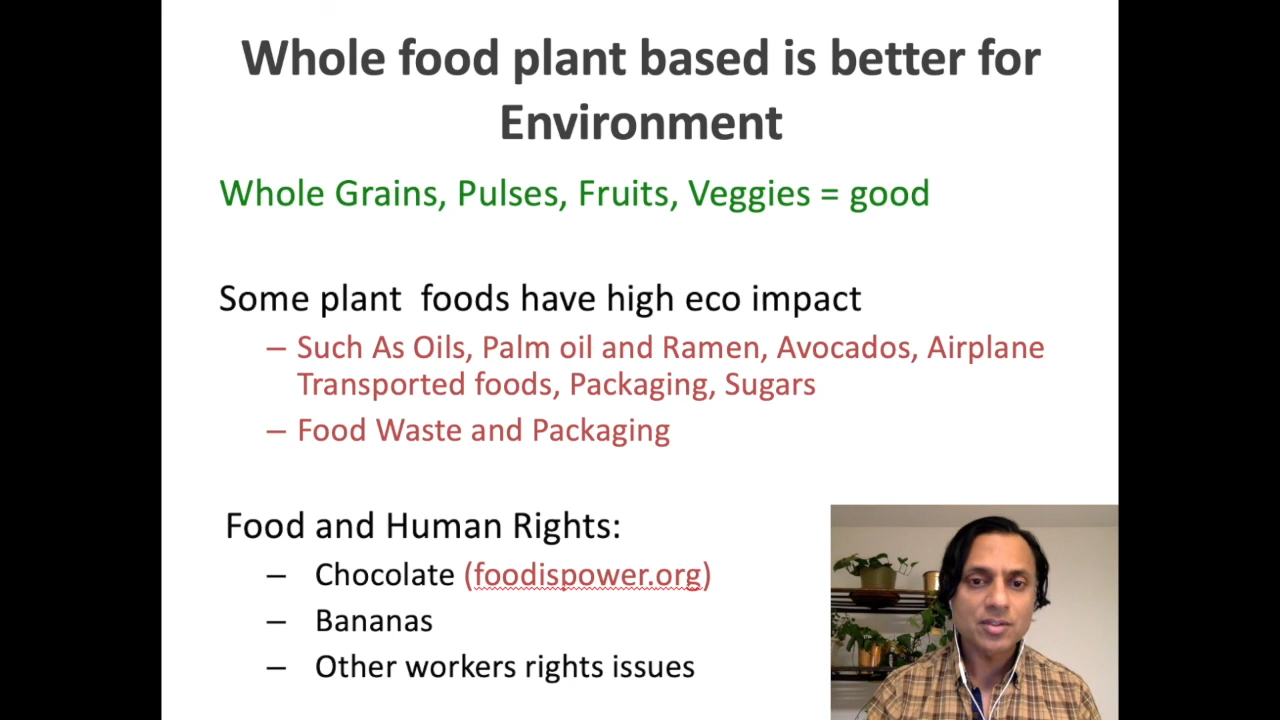 Whole food plant based is better for
Environment
Whole Grains, Pulses, Fruits, Veggies = good
Some plant  foods have high eco impact
– Such As Oils, Palm oil and Ramen, Avocados, Airplane
Transported foods, Packaging, Sugars
– Food Waste and Packaging
Food and Human Rights:
– Chocolate (foodispower.org)
– Bananas
– Other workers rights issues